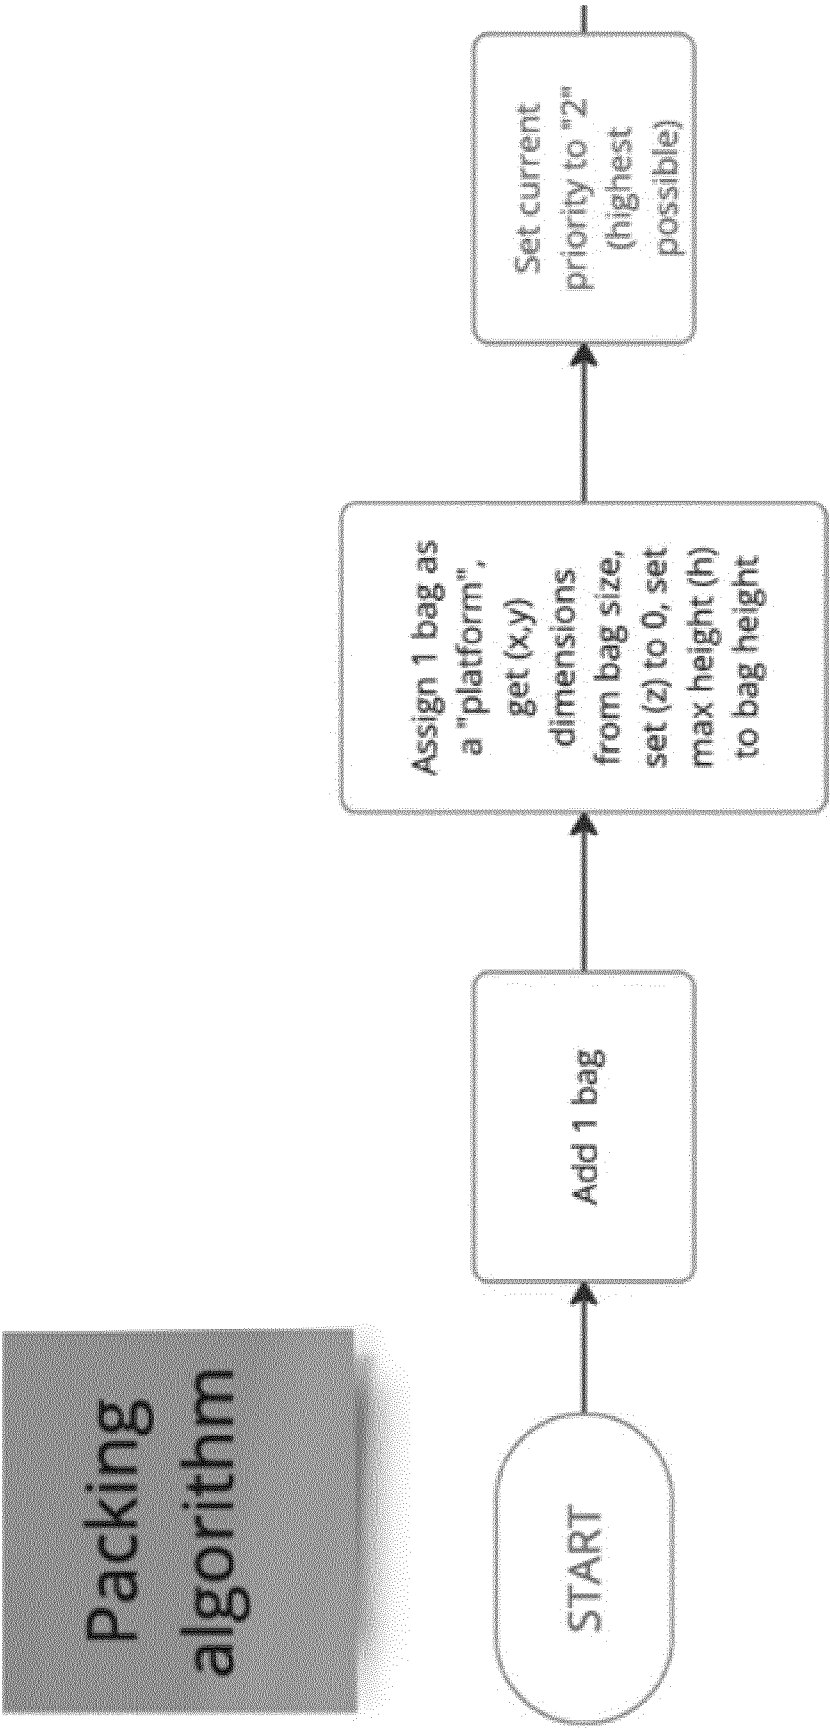 Packing
algorithm
START
Add 1 bag
Assign 1 bag as
a "platform",
get (x,y)
dimensions
from bag size,
set (z) to 0, set
max height (h)
to bag height
Set current
priority to "2"
(highest
possible)